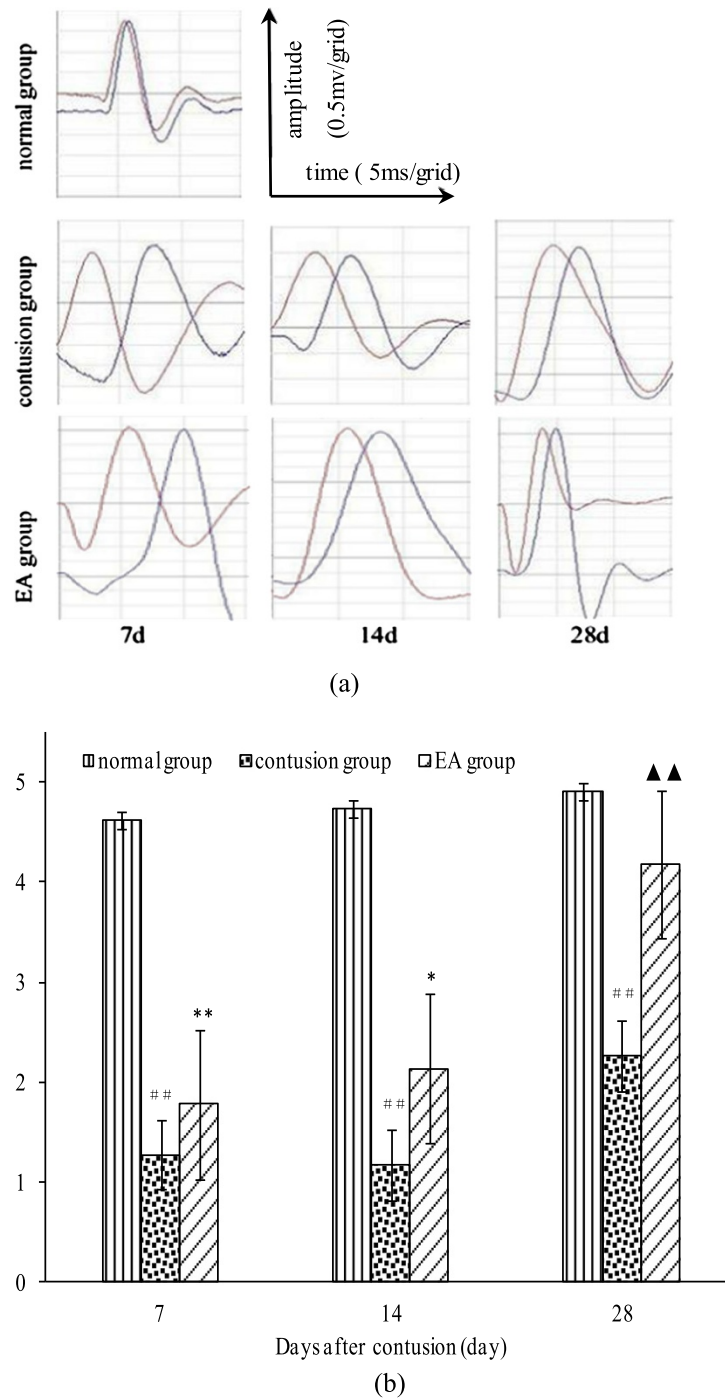 normal group
amplitude
(0.5mv/grid)
time ( 5ms/grid)
contusion group
EA group
7d 14d 28d
(a)
normal group contusion group EA group
▲▲
5
4
3
2
1
0
##
**
##
*
##
7 14 28
Days after contusion (day)
(b)